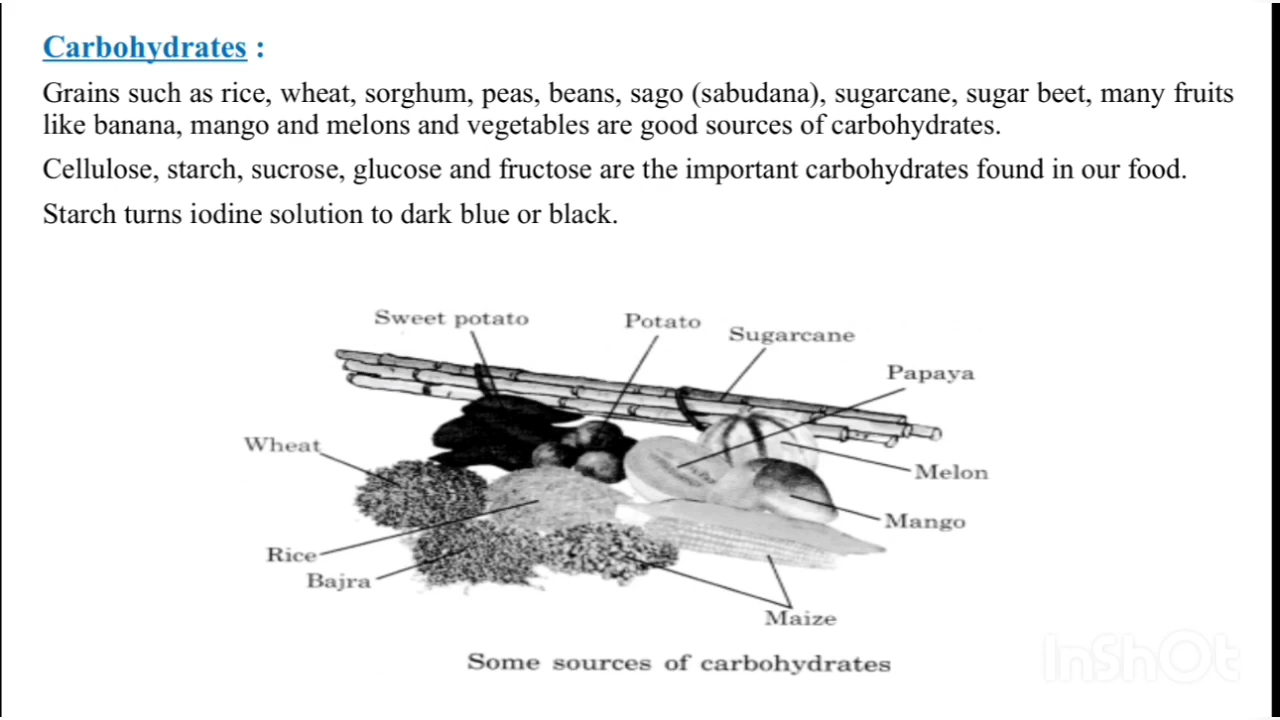 Carbohydrates :
Grains such as rice, wheat, sorghum, peas, beans, sago (sabudana), sugarcane, sugar beet, many fruits
like banana, mango and melons and vegetables are good sources of carbohydrates.
Cellulose, starch, sucrose, glucose and fructose are the important carbohydrates found in our food.
Starch turns iodine solution to dark blue or black.
Sweet potato
Potato
Sugarcane
Papaya
Wheat
Melon
Mango
Rice
Bajra
Maize
Some sources of carbohydrates
InShOt